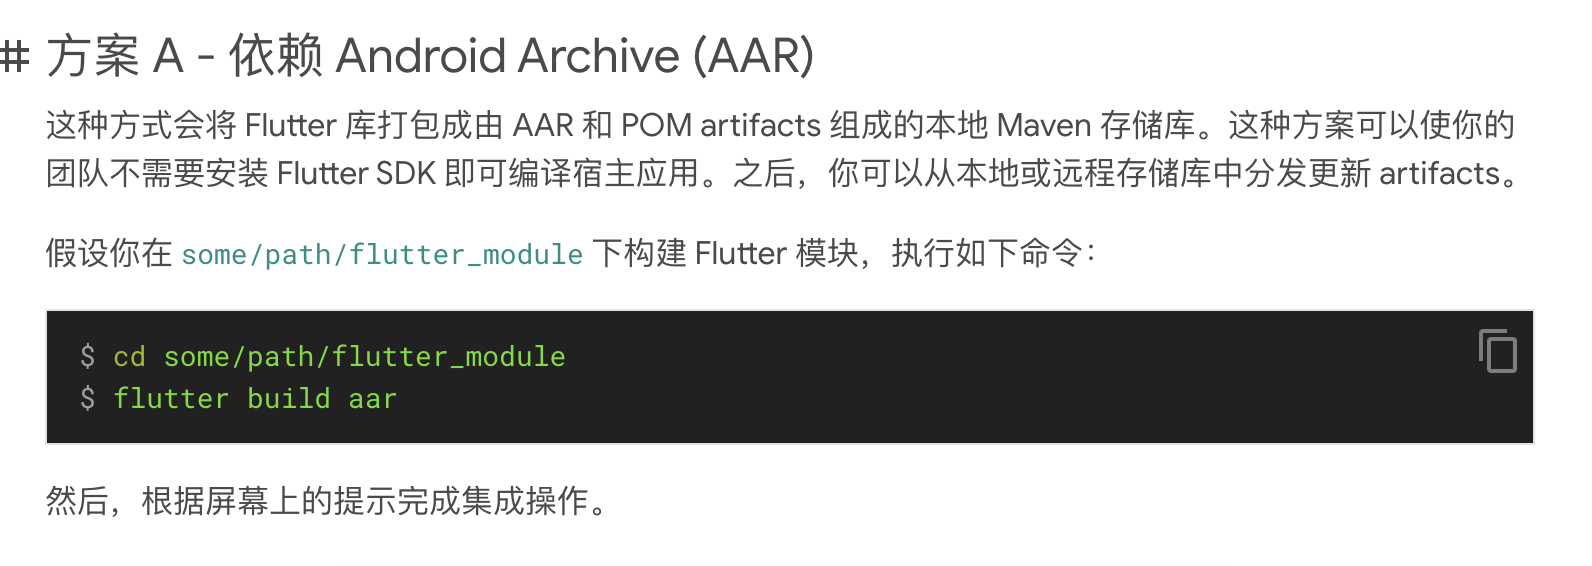 # 方案 A - 依赖 Android Archive (AAR)
这种方式会将 Flutter 库打包成由 AAR 和 POM artifacts 组成的本地 Maven 存储库。这种方案可以使你的
团队不需要安装 Flutter SDK 即可编译宿主应用。之后，你可以从本地或远程存储库中分发更新 artifacts。
假设你在 some/path/flutter_module 下构建 Flutter 模块，执行如下命令：
$ cd some/path/flutter_module
$ flutter build aar
然后，根据屏幕上的提示完成集成操作。